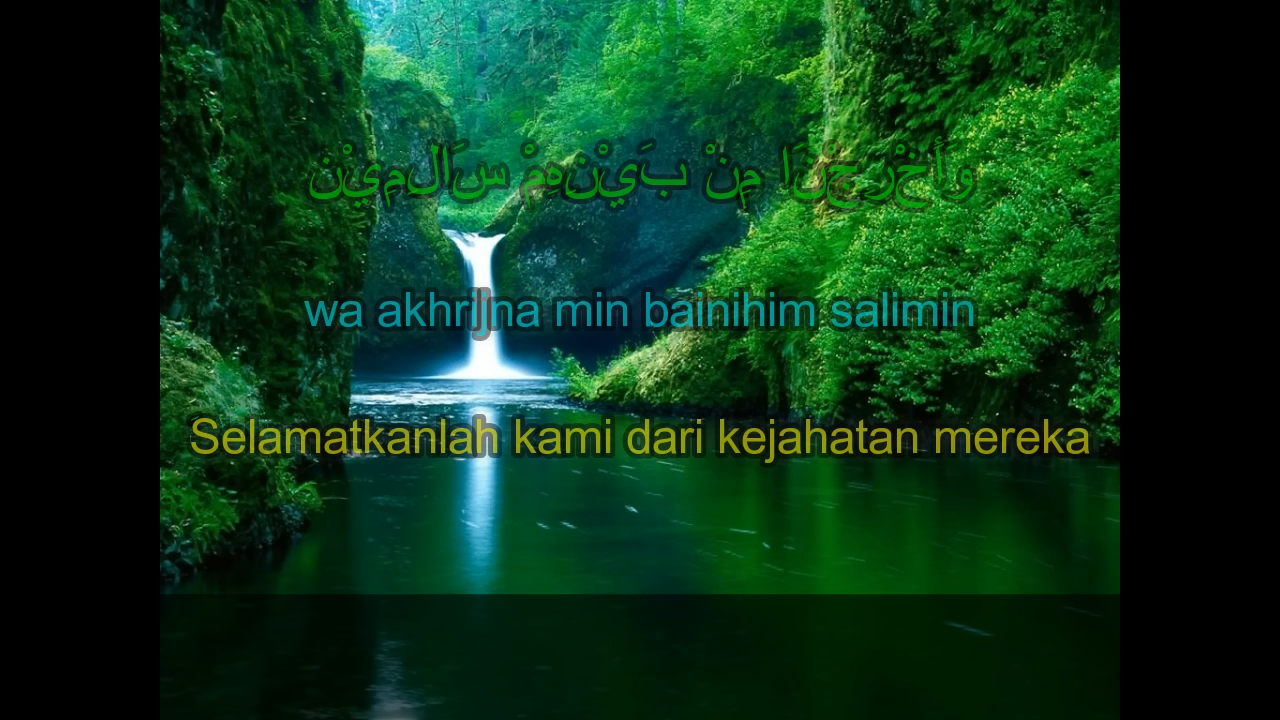 وَأَخْرِجْنَا مِنْ بَيْنِهِمْ سَالِمِيْنَ
wa akhrijna min bainihim salimin
Selamatkanlah kami dari kejahatan mereka